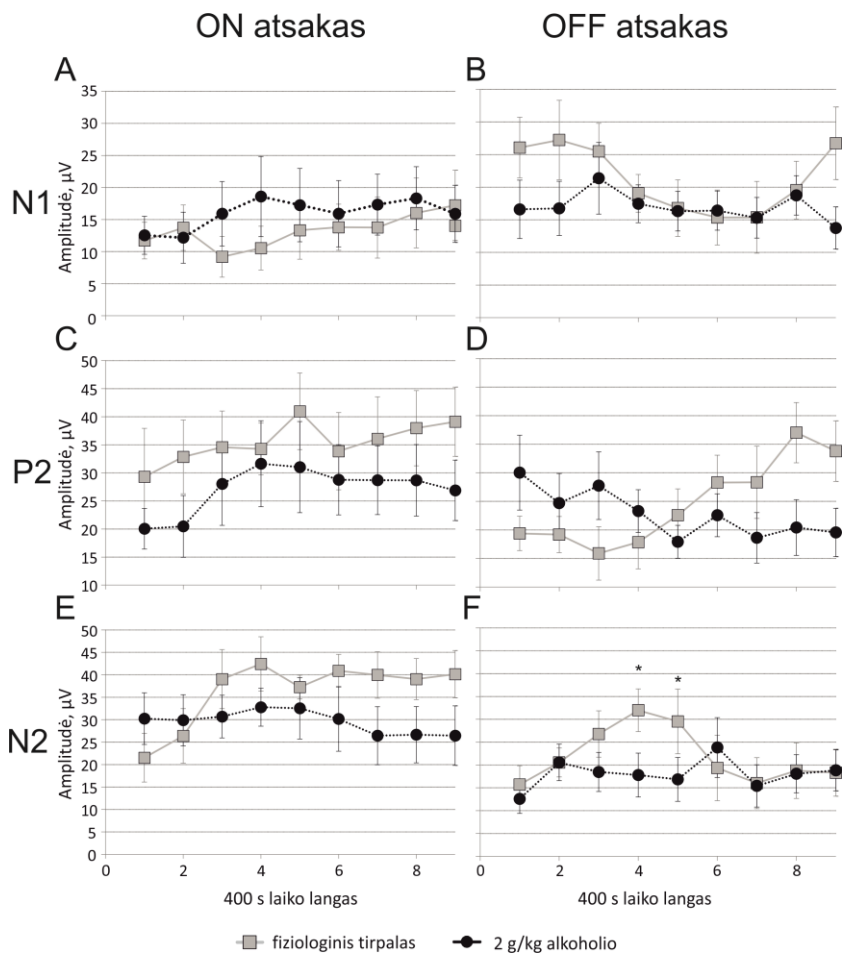 ON atsakas
OFF atsakas
A
B
N1
Amplitudė, µV
35
30
25
20
15
10
5
0
C
D
P2
Amplitudė, µV
50
45
40
35
30
25
20
15
10
E
F
N2
Amplitudė, µV
50
45
40
35
30
25
20
15
10
5
0
* *
0 2 4 6 8
0 2 4 6 8
400 s laiko langas
400 s laiko langas
fiziologinis tirpalas
2 g/kg alkoholio